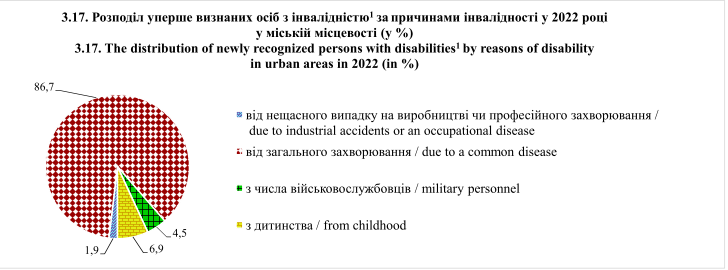 3.17. Розподіл уперше визнаних осіб з інвалідністю¹ за причинами інвалідності у 2022 році
у міській місцевості (у %)
3.17. The distribution of newly recognized persons with disabilities¹ by reasons of disability
in urban areas in 2022 (in %)
86,7
від нещасного випадку на виробництві чи професійного захворювання /
due to industrial accidents or an occupational disease
від загального захворювання / due to a common disease
з числа військовослужбовців / military personnel
з дитинства / from childhood
4,5
6,9
1,9